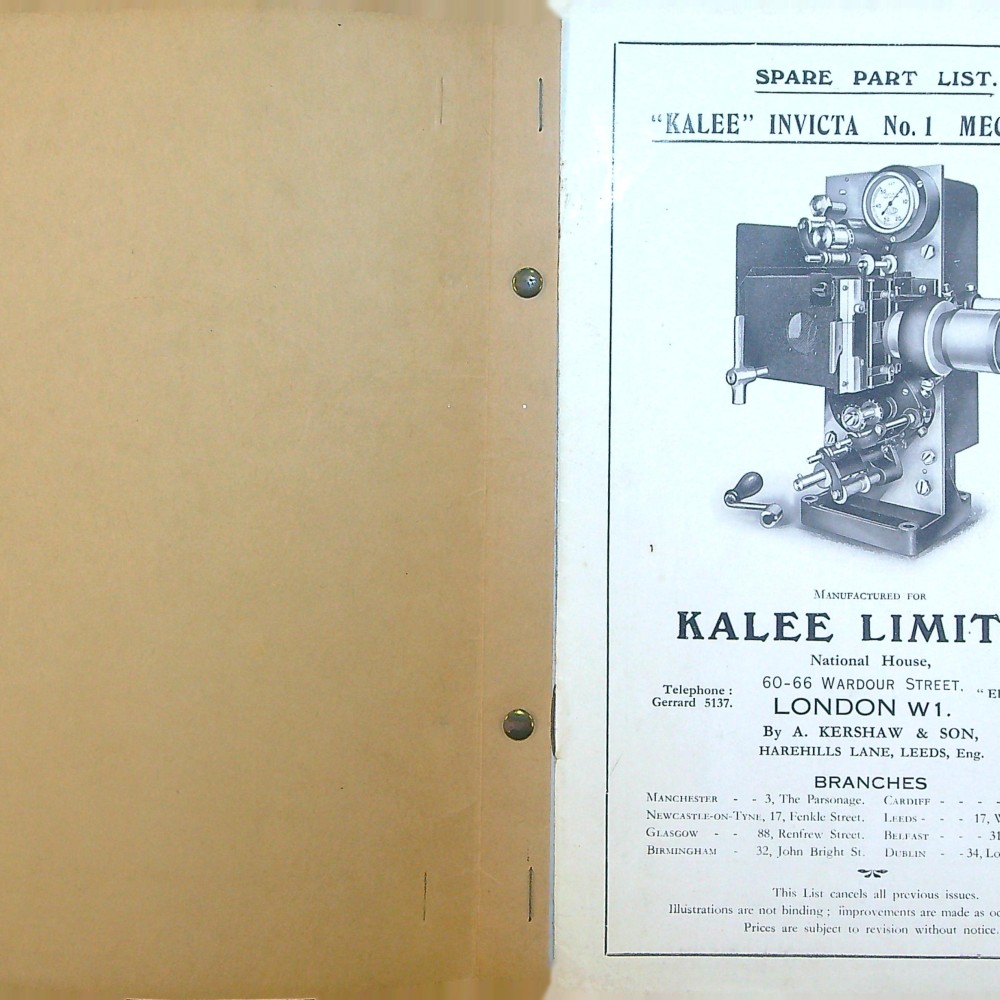 SPARE PART LIST.
"KALEE" INVICTA No. 1 MEC
MANUFACTURED FOR
KALEE LIMIT
National House,
60-66 WARDOUR STREET.
Telephone :
Gerrard 5137.
LONDON W1.
By A. KERSHAW & SON,
HAREHILLS LANE, LEEDS, Eng.
BRANCHES
MANCHESTER - - 3, The Parsonage. CARDIFF - - - -
NEWCASTLE-ON-TYNE, 17, Fenkle Street. LEEDS - - - 17, W
GLASGOW - - 88, Renfrew Street. BELFAST - - - 31
BIRMINGHAM - 32, John Bright St. DUBLIN - - 34, Lo
This List cancels all previous issues.
Illustrations are not binding ; improvements are made as oc
Prices are subject to revision without notice.